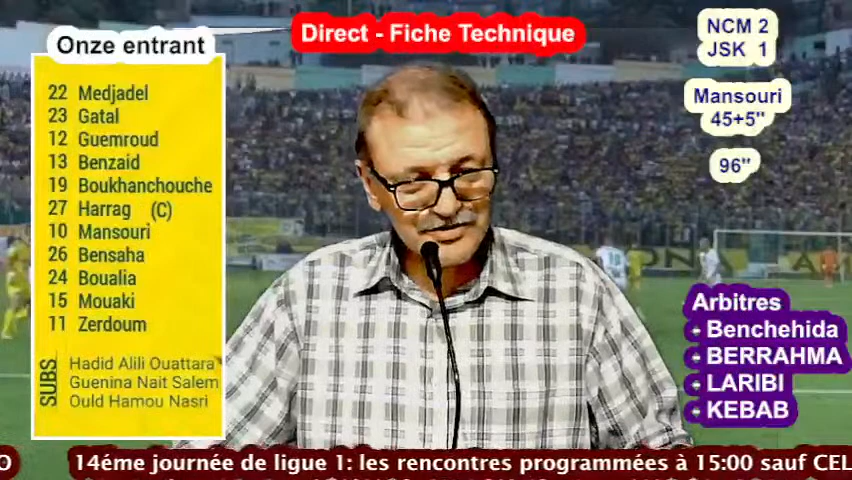 Onze entrant
22 Medjadel
23 Gatal
12 Guemroud
13 Benzaid
19 Boukhanchouche
27 Harrag (C)
10 Mansouri
26 Bensaha
24 Boualia
15 Mouaki
11 Zerdoum
SUBS
Hadid Alili Ouattara
Guenina Nait Salem
Ould Hamou Nasri
Direct - Fiche Technique
NCM 2
JSK 1
Mansouri
45+5"
96"
Arbitres
- Benchehida
- BERRAHMA
- LARIBI
- KEBAB
O 14éme journée de ligue 1: les rencontres programmées à 15:00 sauf CEL